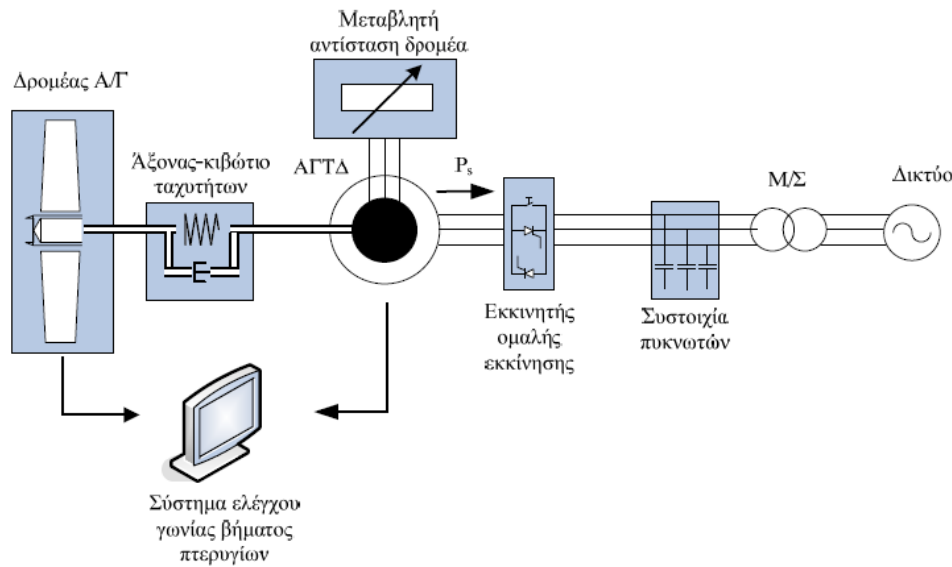 Μεταβλητή
αντίσταση δρομέα
Δρομέας Α/Γ
Άξονας-κιβώτιο
ταχυτήτων
ΑΓΤΔ
Ps
Μ/Σ
Δικτύο
Εκκινητής
ομαλής
εκκίνησης
Συστοιχία
πυκνωτών
Σύστημα ελέγχου
γωνίας βήματος
πτερυγίων